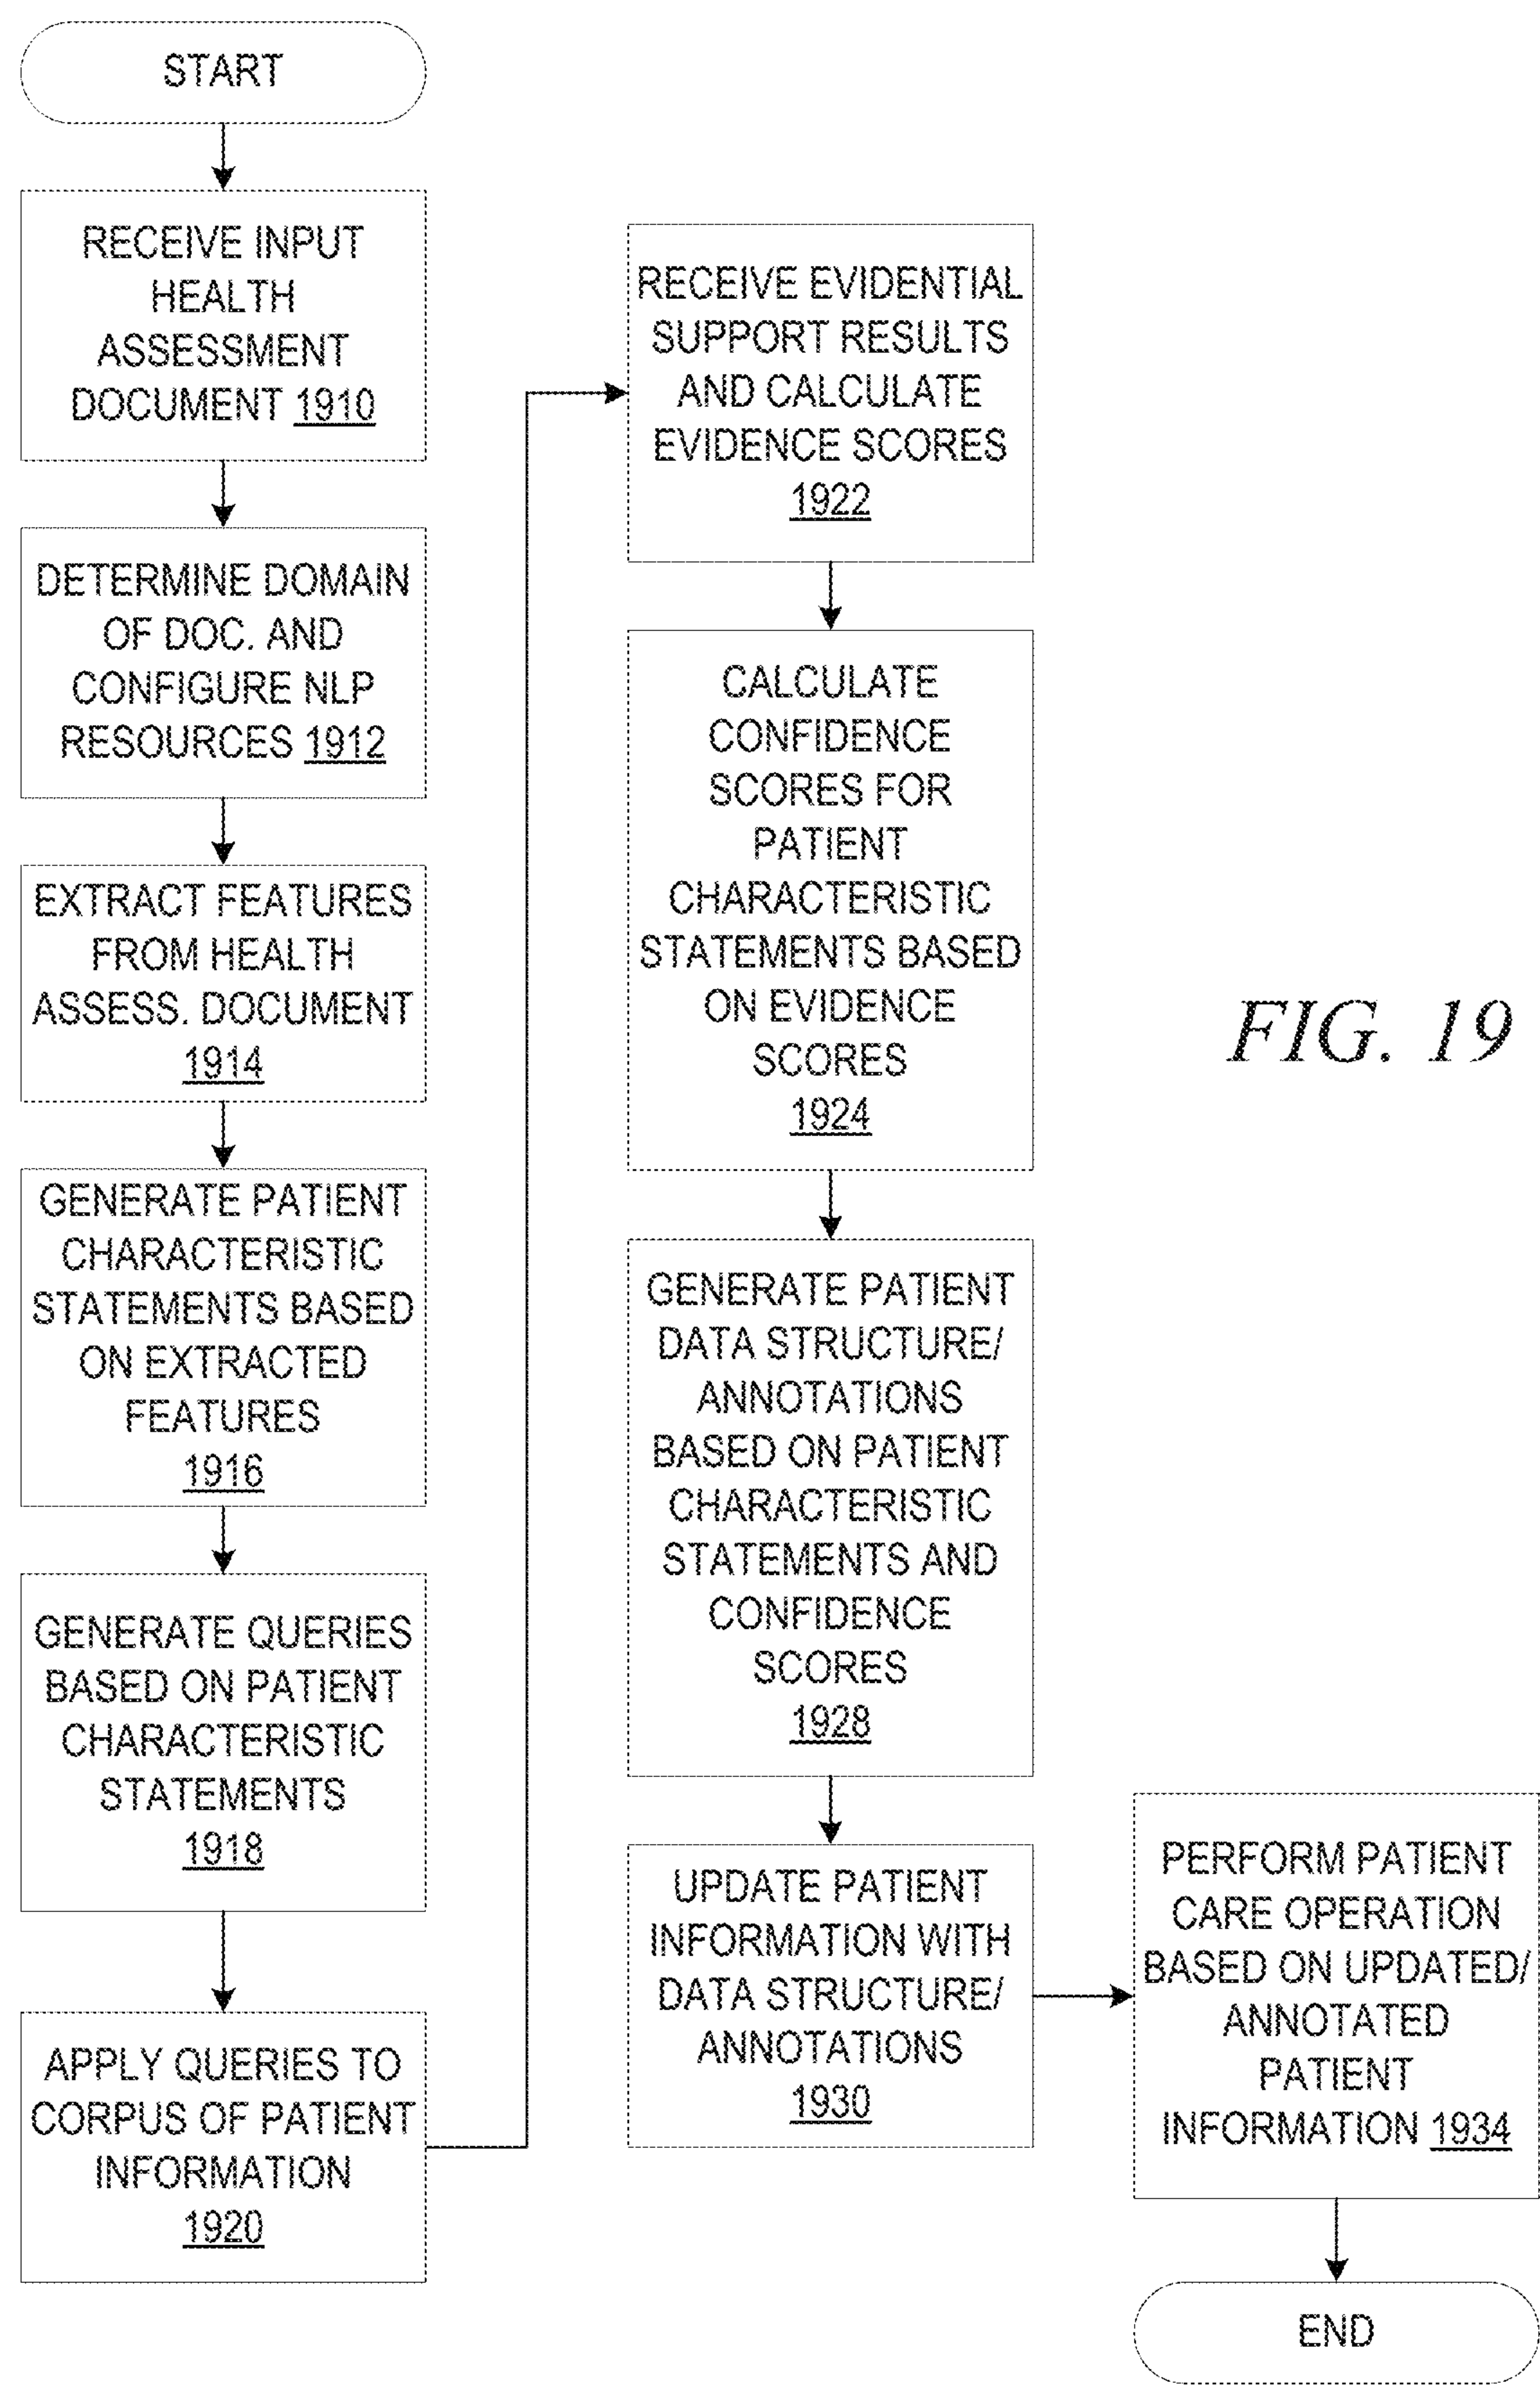 START
RECEIVE INPUT
HEALTH
ASSESSMENT
DOCUMENT 1910
DETERMINE DOMAIN
OF DOC. AND
CONFIGURE NLP
RESOURCES 1912
EXTRACT FEATURES
FROM HEALTH
ASSESS. DOCUMENT
1914
GENERATE PATIENT
CHARACTERISTIC
STATEMENTS BASED
ON EXTRACTED
FEATURES
1916
GENERATE QUERIES
BASED ON PATIENT
CHARACTERISTIC
STATEMENTS
1918
APPLY QUERIES TO
CORPUS OF PATIENT
INFORMATION
1920
RECEIVE EVIDENTIAL
SUPPORT RESULTS
AND CALCULATE
EVIDENCE SCORES
1922
CALCULATE
CONFIDENCE
SCORES FOR
PATIENT
CHARACTERISTIC
STATEMENTS BASED
ON EVIDENCE
SCORES
1924
GENERATE PATIENT
DATA STRUCTURE/
ANNOTATIONS
BASED ON PATIENT
CHARACTERISTIC
STATEMENTS AND
CONFIDENCE
SCORES
1928
UPDATE PATIENT
INFORMATION WITH
DATA STRUCTURE/
ANNOTATIONS
1930
PERFORM PATIENT
CARE OPERATION
BASED ON UPDATED/
ANNOTATED
PATIENT
INFORMATION 1934
END
FIG. 19